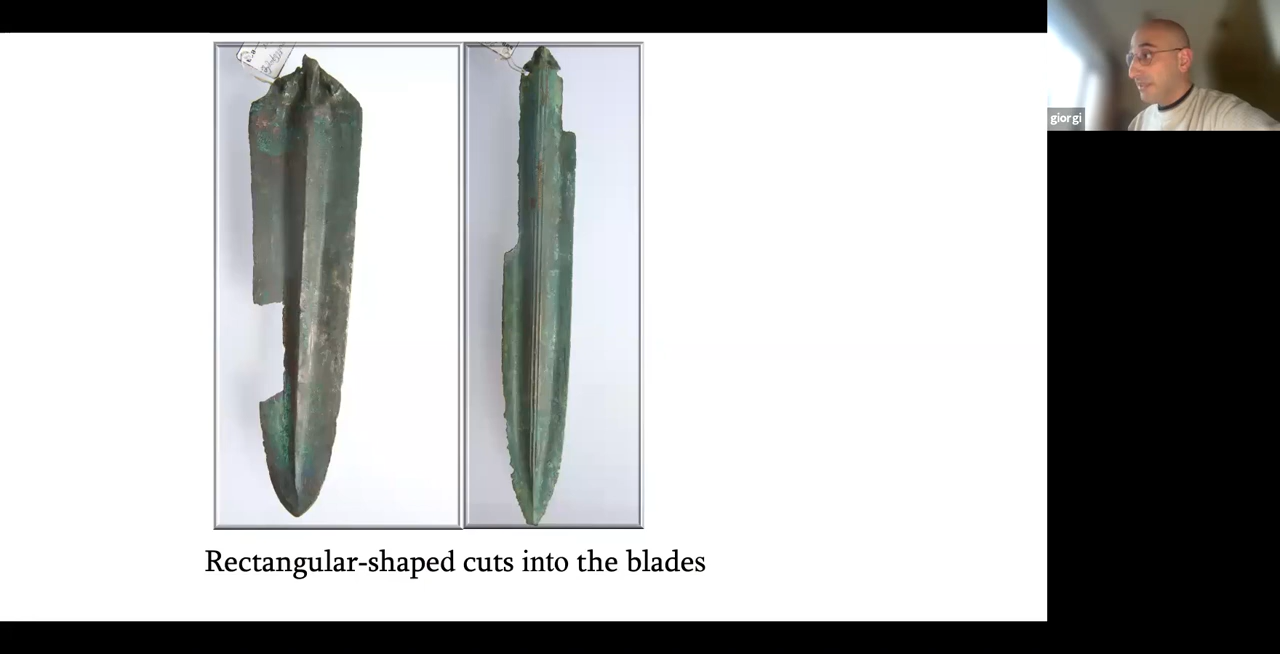 giorgi
Rectangular-shaped cuts into the blades